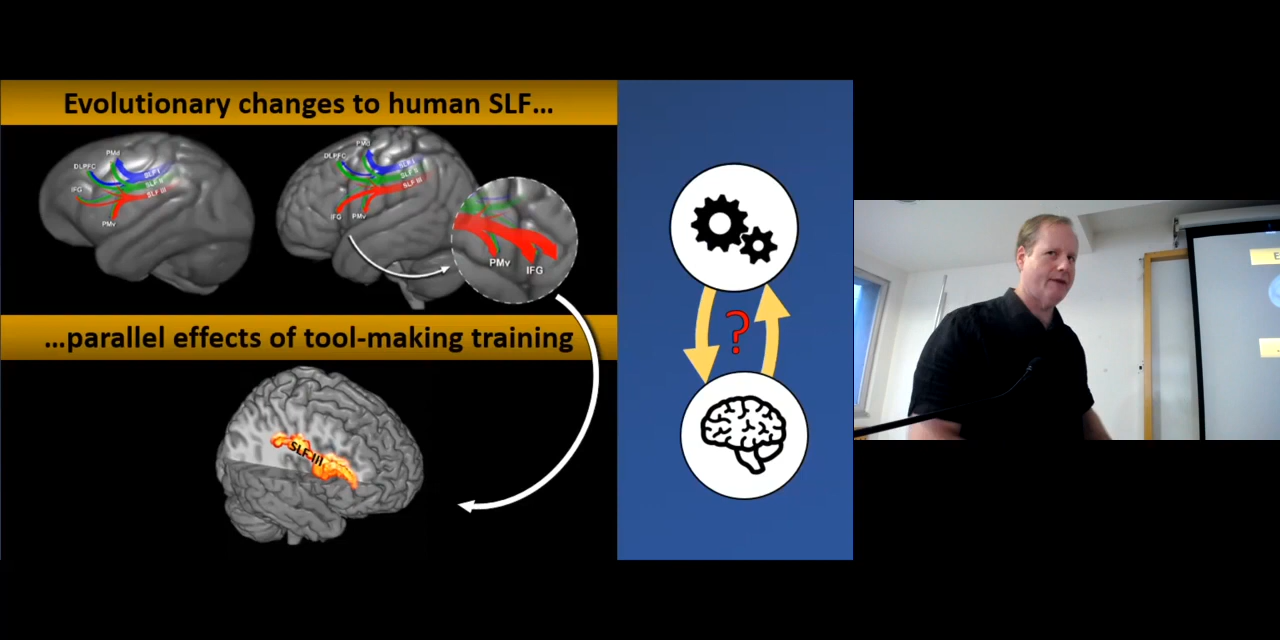 Evolutionary changes to human SLF...
PMd
DLPFC
SLF I
SLF II
SLF III
IFG
PMv
PMd
DLPFC
SLF I
SLF II
SLF III
IFG
PMv
PMv
IFG
...parallel effects of tool-making training
SLF III
?